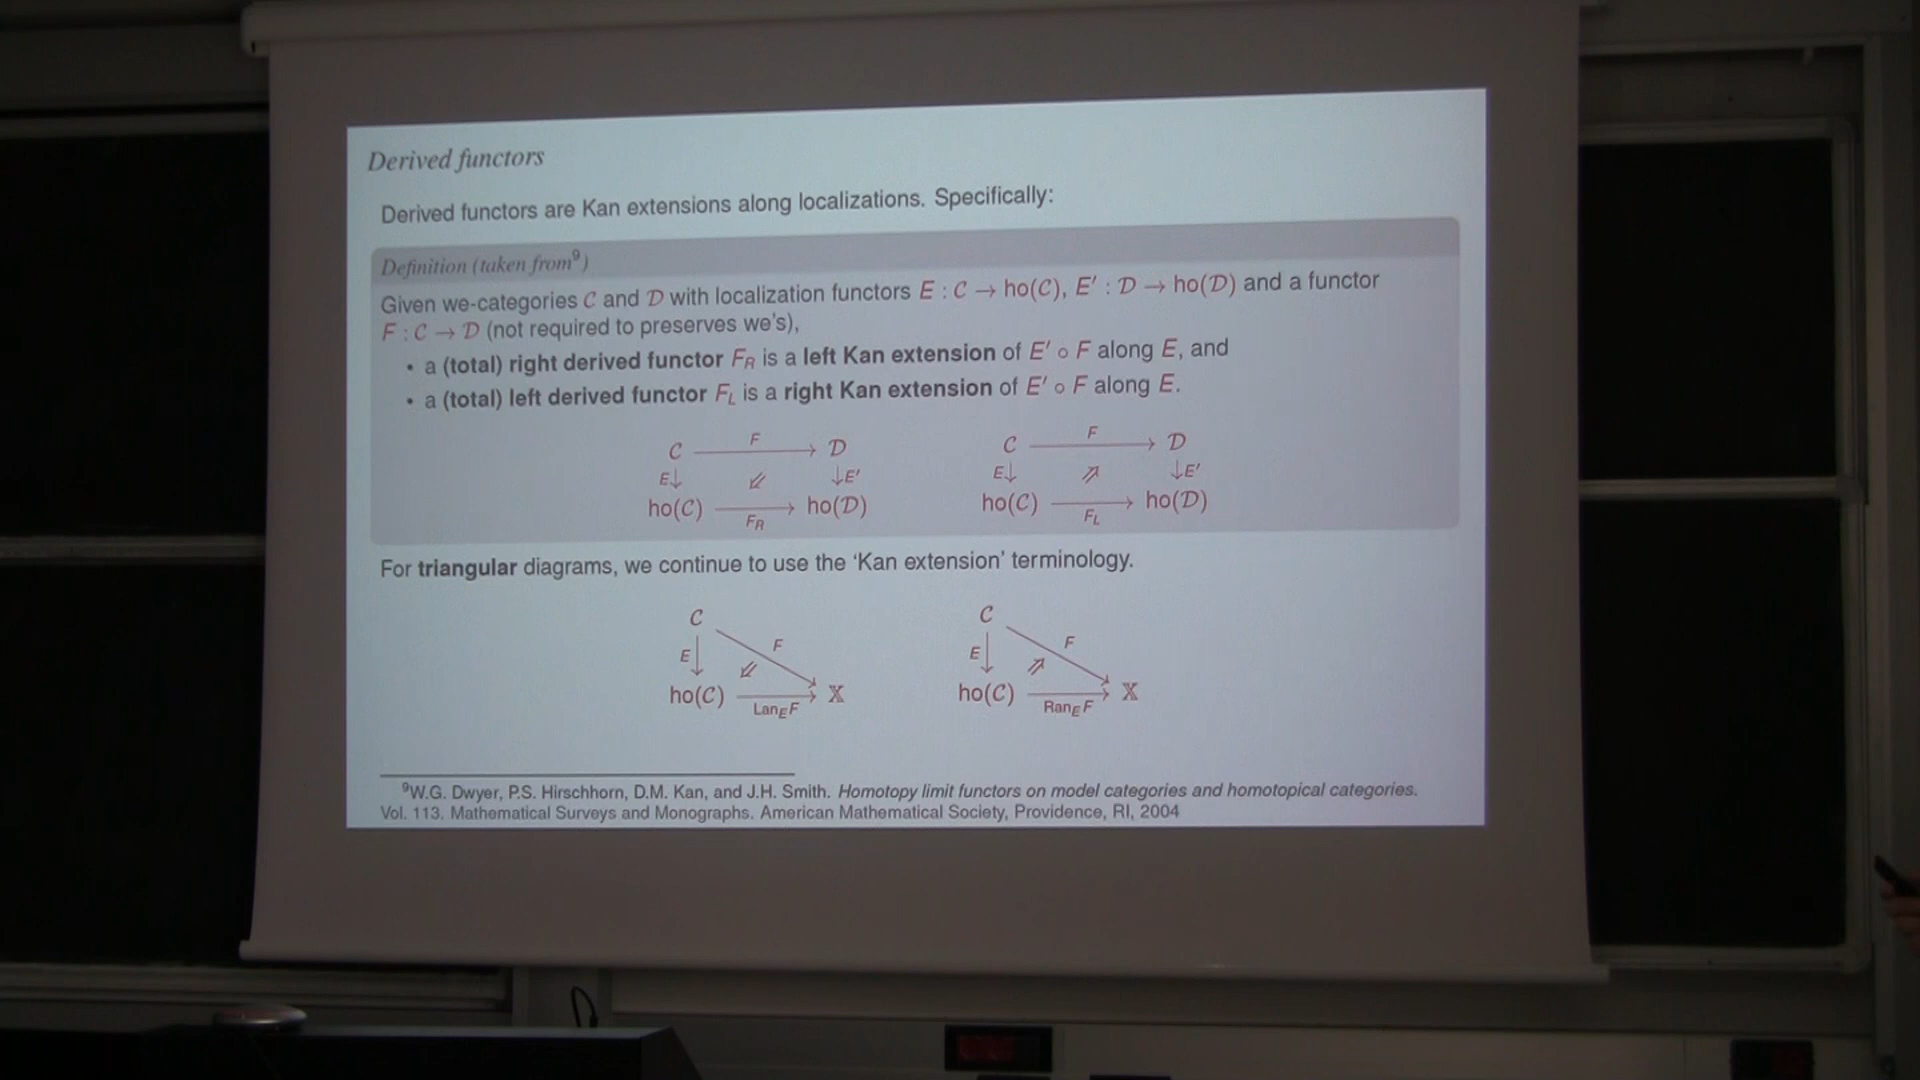 Derived functors
Derived functors are Kan extensions along localizations. Specifically:
Definition (taken from⁹)
Given we-categories C and D with localization functors E : C → ho(C), E′ : D → ho(D) and a functor
F : C → D (not required to preserves we's),
• a (total) right derived functor F_R is a left Kan extension of E′ ∘ F along E, and
• a (total) left derived functor F_L is a right Kan extension of E′ ∘ F along E.
C F D C F D
E↓ ⇙ ↓E′ E↓ ⇗ ↓E′
ho(C) F_R ho(D) ho(C) F_L ho(D)
For triangular diagrams, we continue to use the ‘Kan extension’ terminology.
C C
E F E F
ho(C) Lan_E F 𝕏 ho(C) Ran_E F 𝕏
⁹W.G. Dwyer, P.S. Hirschhorn, D.M. Kan, and J.H. Smith. Homotopy limit functors on model categories and homotopical categories.
Vol. 113. Mathematical Surveys and Monographs. American Mathematical Society, Providence, RI, 2004